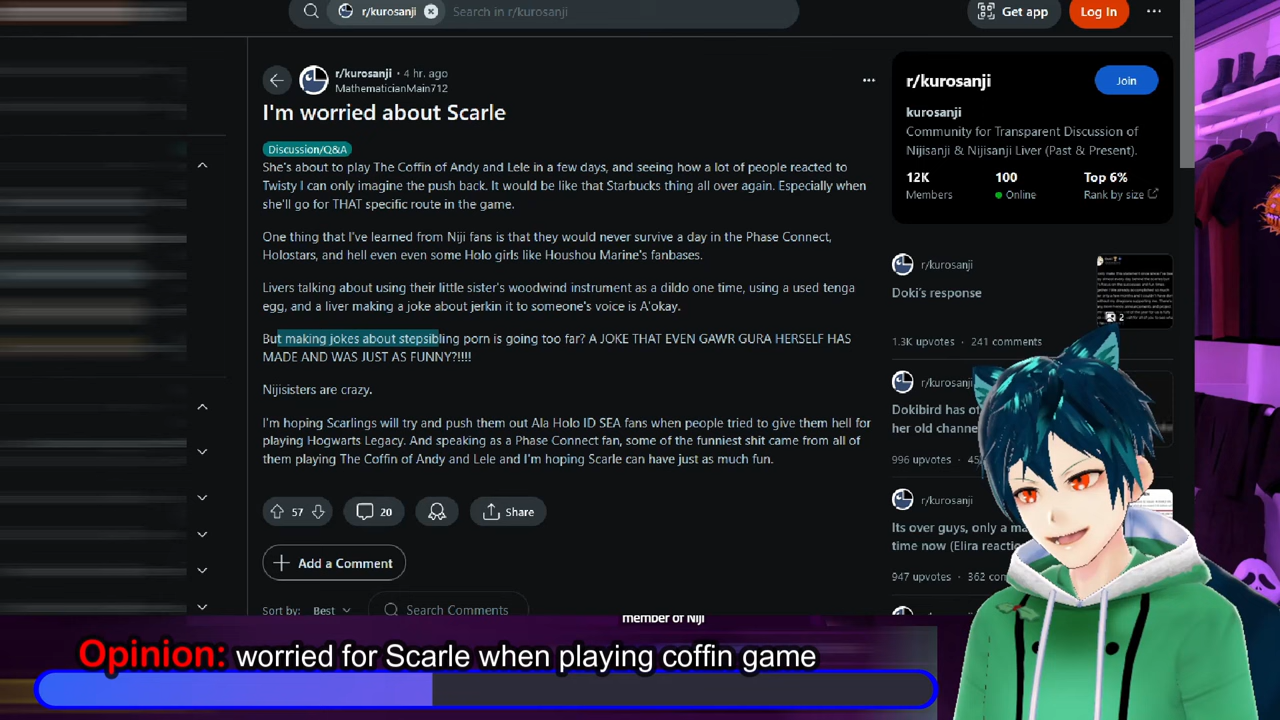 r/kurosanji
Search in r/kurosanji
Get app
Log In
r/kurosanji • 4 hr. ago
MathematicianMain712
I'm worried about Scarle
Discussion/Q&A
She's about to play The Coffin of Andy and Lele in a few days, and seeing how a lot of people reacted to
Twisty I can only imagine the push back. It would be like that Starbucks thing all over again. Especially when
she'll go for THAT specific route in the game.
One thing that I've learned from Niji fans is that they would never survive a day in the Phase Connect,
Holostars, and hell even even some Holo girls like Houshou Marine's fanbases.
Livers talking about using their sister's woodwind instrument as a dildo one time, using a used tenga
egg, and a liver making jokes about jerkin it to someone's voice is A'okay.
But making jokes about stepsibling porn is going too far? A JOKE THAT EVEN GAWR GURA HERSELF HAS
MADE AND WAS JUST AS FUNNY?!!!!
Nijisisters are crazy.
I'm hoping Scarlings will try and push them out Ala Holo ID SEA fans when people tried to give them hell for
playing Hogwarts Legacy. And speaking as a Phase Connect fan, some of the funniest shit came from all of
them playing The Coffin of Andy and Lele and I'm hoping Scarle can have just as much fun.
57
20
Share
Add a Comment
Sort by: Best
Search Comments
r/kurosanji
Join
kurosanji
Community for Transparent Discussion of
Nijisanji & Nijisanji Liver (Past & Present).
12K
100
Top 6%
Members
Online
Rank by size
r/kurosanji
Doki's response
2
1.3K upvotes • 241 comments
r/kurosanji
Dokibird has
her old channe
996 upvotes
r/kurosanji
Its over guys, only a
time now (Elira
947 upvotes • 362
r/kurosanji
member of Niji
Opinion: worried for Scarle when playing coffin game